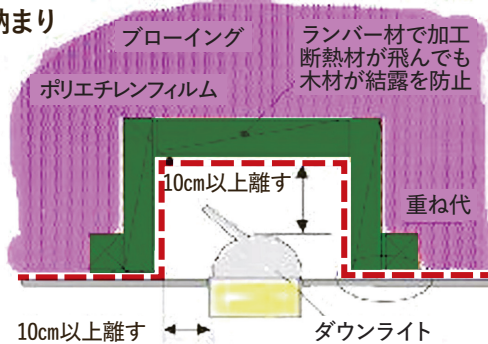 納まり
ブローイング
ランバー材で加工
断熱材が飛んでも
木材が結露を防止
ポリエチレンフィルム
10cm以上離す
重ね代
10cm以上離す
ダウンライト